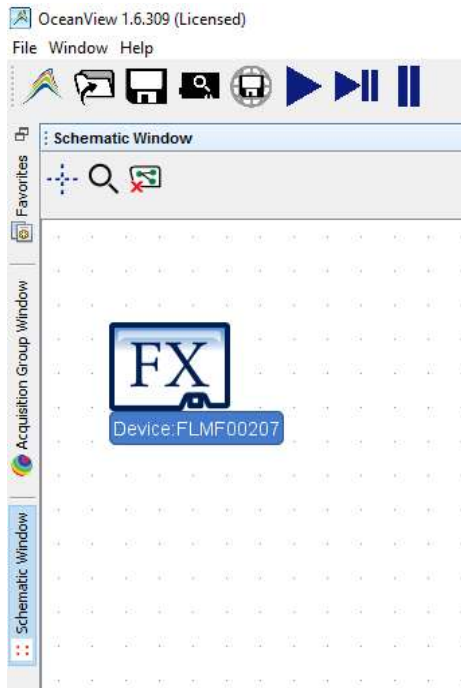 OceanView 1.6.309 (Licensed)
File Window Help
Schematic Window
Favorites
Acquisition Group Window
Schematic Window
FX
Device:FLMF00207